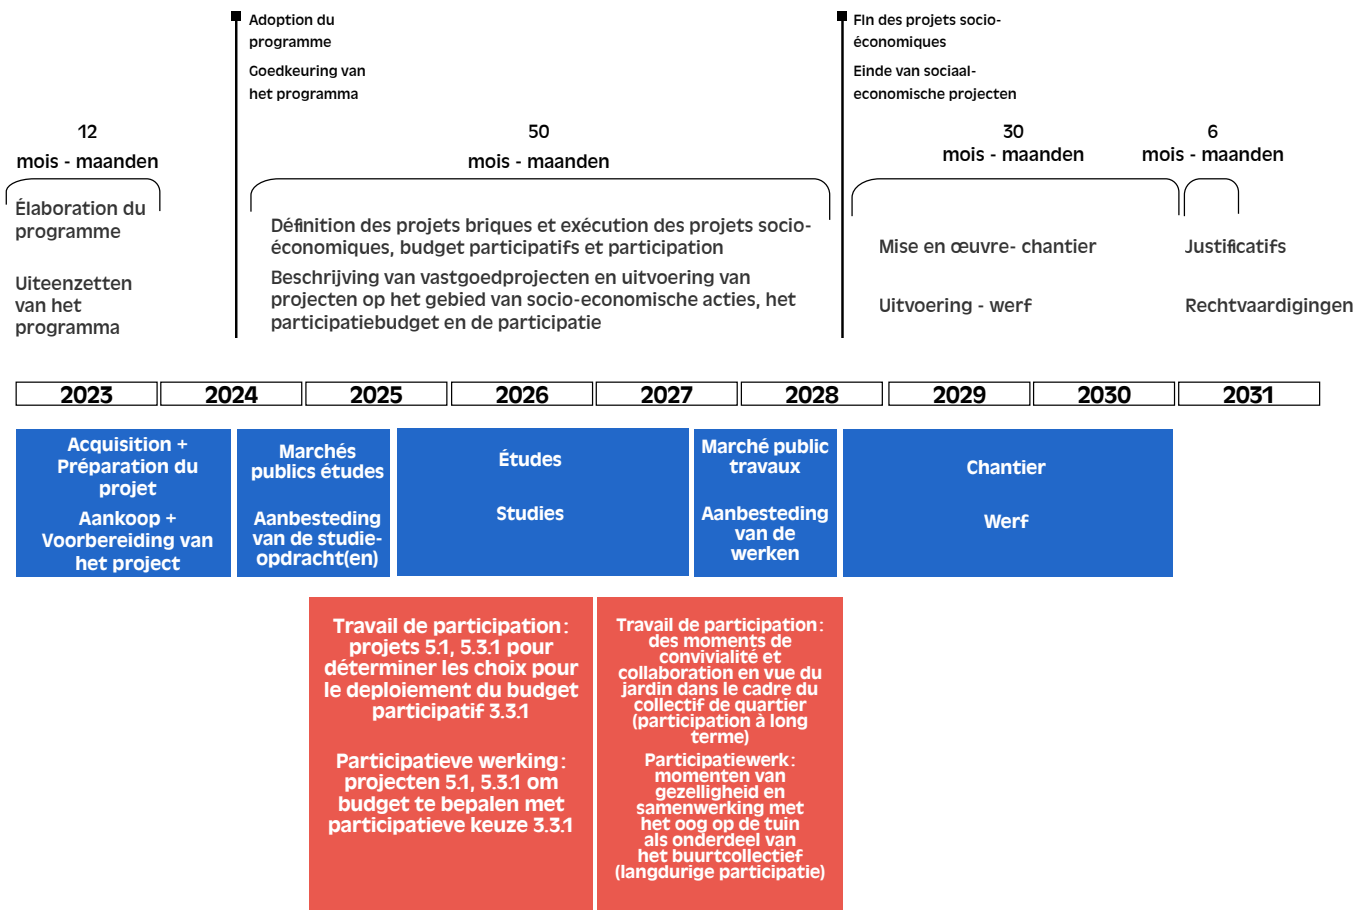 Adoption du
programme
Goedkeuring van
het programma
Fin des projets socio-
économiques
Einde van sociaal-
economische projecten
12
mois - maanden
50
mois - maanden
30
mois - maanden
6
mois - maanden
Élaboration du
programme
Uiteenzetten
van het
programma
Définition des projets briques et exécution des projets socio-
économiques, budget participatifs et participation
Beschrijving van vastgoedprojecten en uitvoering van
projecten op het gebied van socio-economische acties, het
participatiebudget en de participatie
Mise en œuvre- chantier
Uitvoering - werf
Justificatifs
Rechtvaardigingen
2023
2024
2025
2026
2027
2028
2029
2030
2031
Acquisition +
Préparation du
projet
Aankoop +
Voorbereiding van
het project
Marchés
publics études
Aanbesteding
van de studie-
opdracht(en)
Études
Studies
Marché public
travaux
Aanbesteding
van de
werken
Chantier
Werf
Travail de participation:
projets 5.1, 5.3.1 pour
déterminer les choix pour
le deploiement du budget
participatif 3.3.1
Participatieve werking:
projecten 5.1, 5.3.1 om
budget te bepalen met
participatieve keuze 3.3.1
Travail de participation:
des moments de
convivialité et
collaboration en vue du
jardin dans le cadre du
collectif de quartier
(participation à long
terme)
Participatiewerk:
momenten van
gezelligheid en
samenwerking met
het oog op de tuin
als onderdeel van
het buurtcollectief
(langdurige participatie)